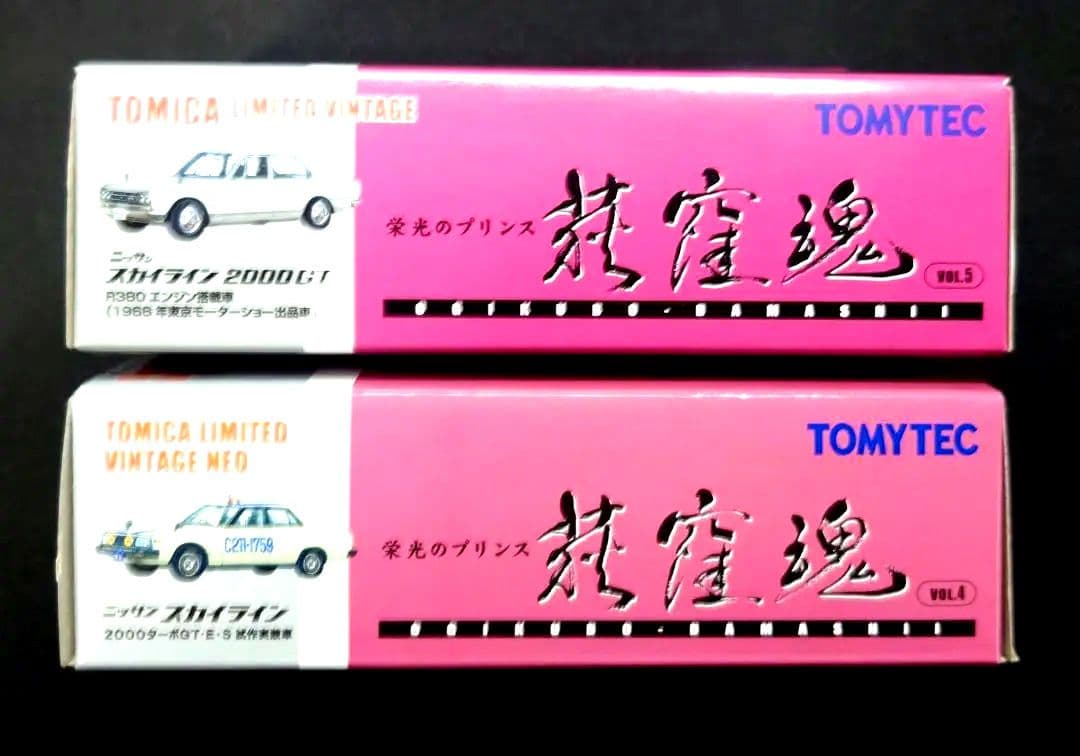 TOMICA LIMITED VINTAGE
TOMYTEC
栄光のプリンス
荻窪魂
VOL.5
OGIKUBO-DAMASHII
ニッサン
スカイライン 2000GT
R380 エンジン搭載車
(1968年東京モーターショー出品車)
TOMICA LIMITED
VINTAGE NEO
TOMYTEC
C211-1759
栄光のプリンス
荻窪魂
VOL.4
OGIKUBO-DAMASHII
ニッサン スカイライン
2000ターボGT・E・S 試作実験車